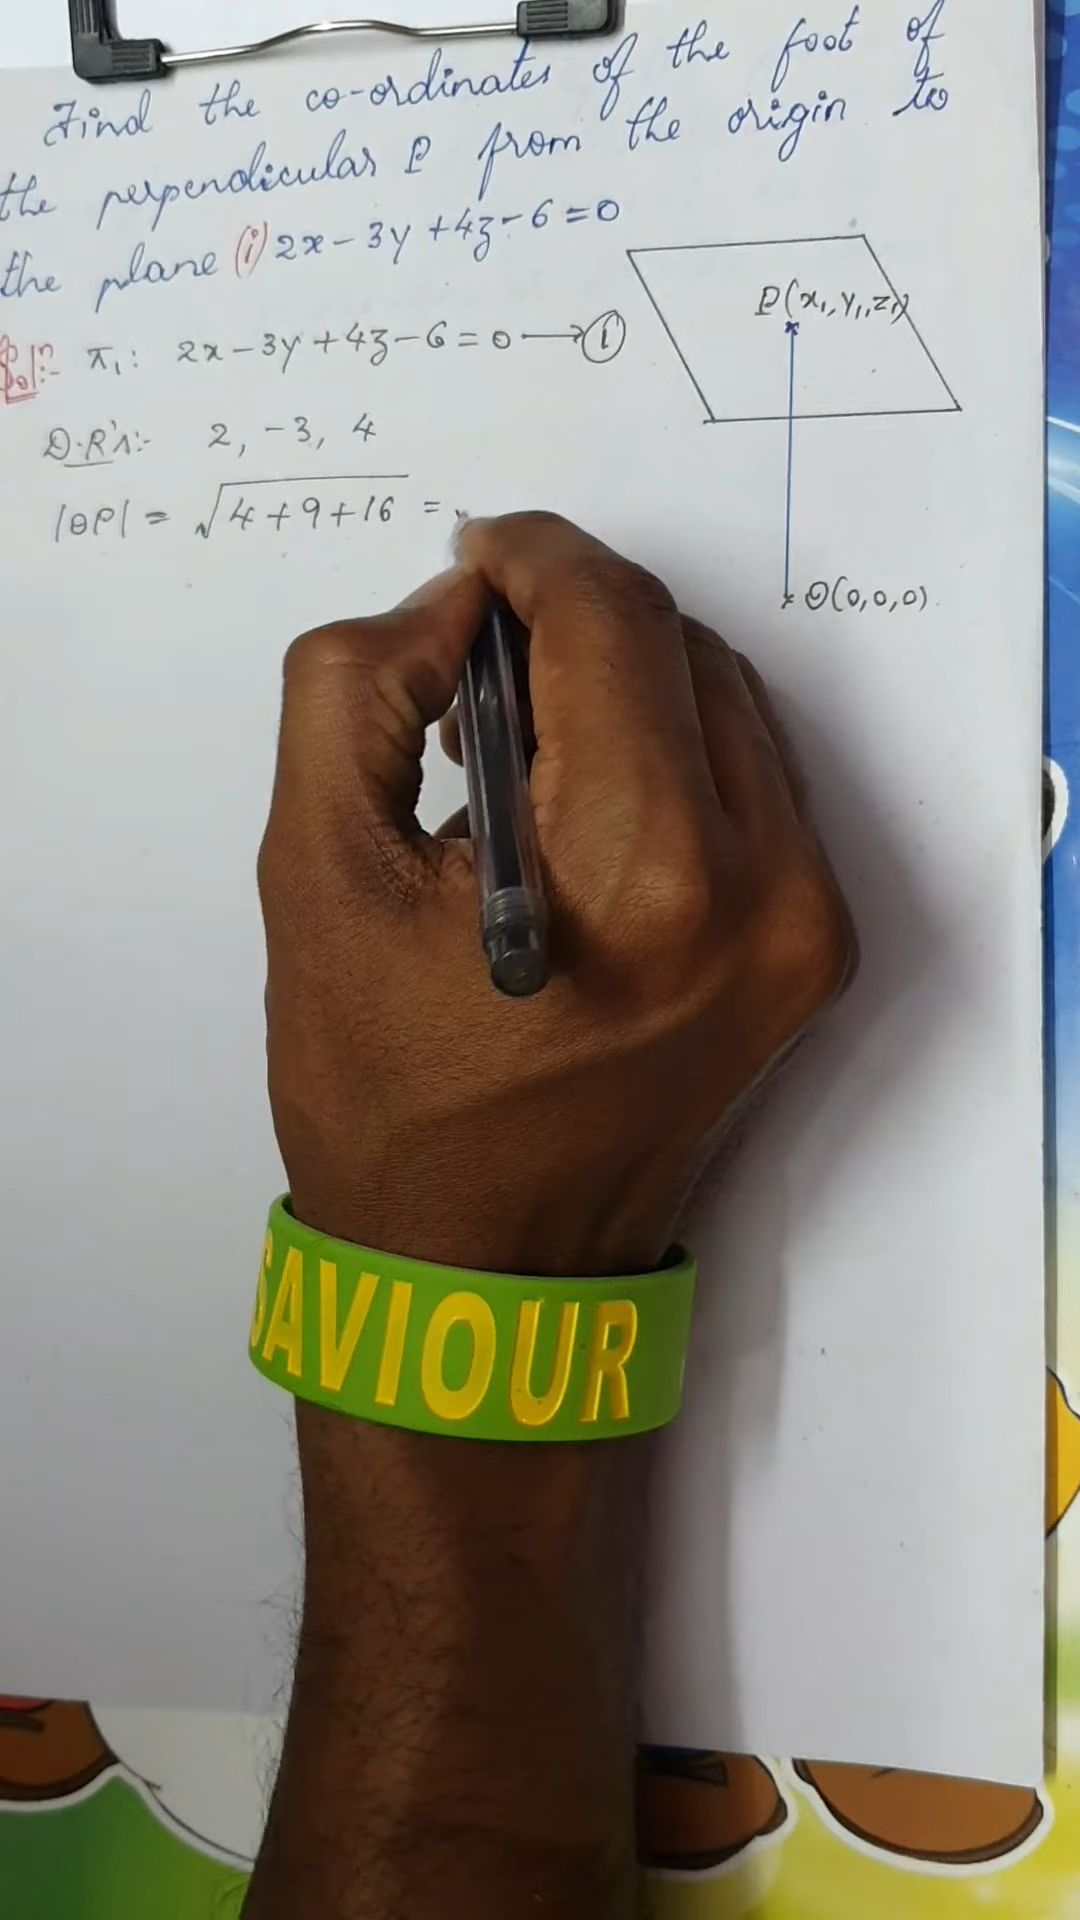 Find the co-ordinates of the foot of
the perpendicular P from the origin to
the plane (i) 2x - 3y + 4z - 6 = 0
Solⁿ:- π₁: 2x - 3y + 4z - 6 = 0 → ①
P(x₁, y₁, z₁)
D.R's:- 2, -3, 4
|OP| = √4+9+16 =
O(0,0,0).
SAVIOUR